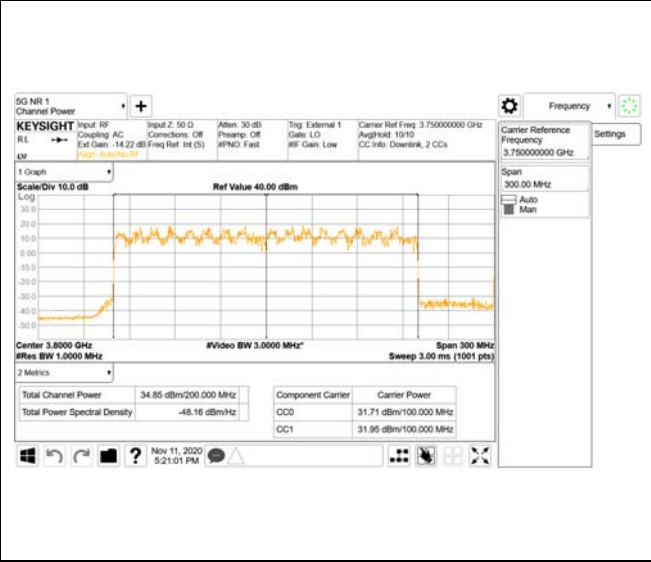 5G NR 1
Channel Power
Frequency
KEYSIGHT
RL
Input: RF
Coupling: AC
Ext Gain: -14.22 dB
Align: Auto/No RF
Input Z: 50 Ω
Corrections: Off
Freq Ref: Int (S)
Atten: 30 dB
Preamp: Off
#PNO: Fast
Trig: External 1
Gate: LO
#IF Gain: Low
Carrier Ref Freq: 3.750000000 GHz
Avg|Hold: 10/10
CC Info: Downlink, 2 CCs
Carrier Reference
Frequency
3.750000000 GHz
Settings
Span
300.00 MHz
Auto
Man
1 Graph
Scale/Div 10.0 dB
Ref Value 40.00 dBm
Log
30.0
20.0
10.0
0.00
-10.0
-20.0
-30.0
-40.0
-50.0
Center 3.8000 GHz
#Video BW 3.0000 MHz*
Span 300 MHz
#Res BW 1.0000 MHz
Sweep 3.00 ms (1001 pts)
2 Metrics
Total Channel Power 34.85 dBm/200.000 MHz
Total Power Spectral Density -48.16 dBm/Hz
Component Carrier Carrier Power
CC0 31.71 dBm/100.000 MHz
CC1 31.95 dBm/100.000 MHz
?
Nov 11, 2020
5:21:01 PM